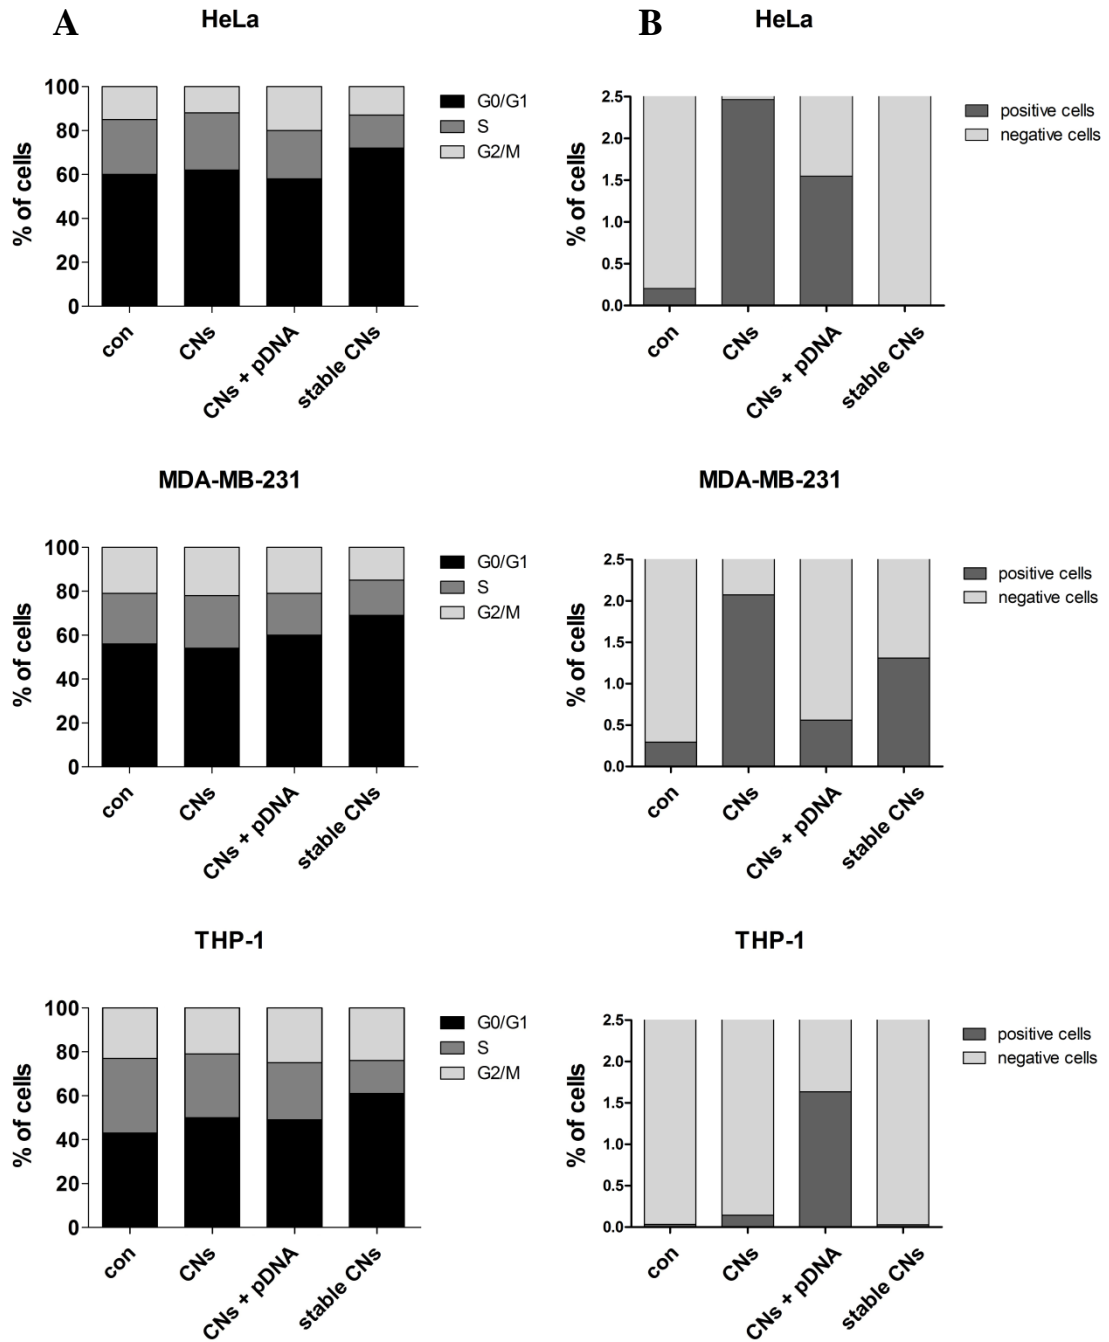 A
HeLa
% of cells
100
80
60
40
20
0
con
CNs
CNs + pDNA
stable CNs
G0/G1
S
G2/M
B
HeLa
% of cells
2.5
2.0
1.5
1.0
0.5
0.0
con
CNs
CNs + pDNA
stable CNs
positive cells
negative cells
MDA-MB-231
% of cells
100
80
60
40
20
0
con
CNs
CNs + pDNA
stable CNs
G0/G1
S
G2/M
MDA-MB-231
% of cells
2.5
2.0
1.5
1.0
0.5
0.0
con
CNs
CNs + pDNA
stable CNs
positive cells
negative cells
THP-1
% of cells
100
80
60
40
20
0
con
CNs
CNs + pDNA
stable CNs
G0/G1
S
G2/M
THP-1
% of cells
2.5
2.0
1.5
1.0
0.5
0.0
con
CNs
CNs + pDNA
stable CNs
positive cells
negative cells